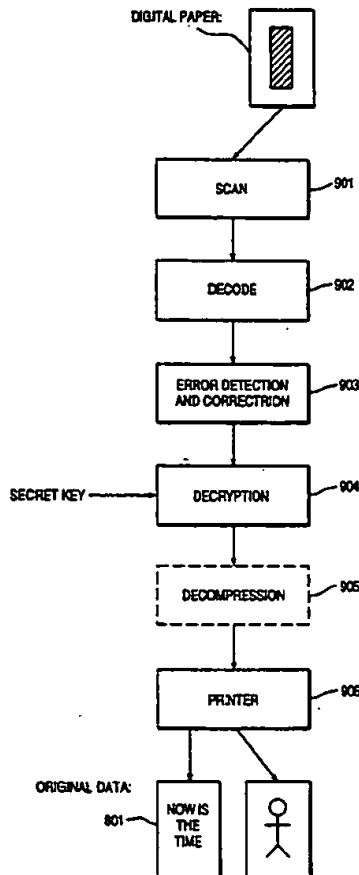 DIGITAL PAPER:
SCAN
901
DECODE
902
ERROR DETECTION
AND CORRECTRION
903
SECRET KEY
DECRYPTION
904
DECOMPRESSION
905
PRINTER
906
ORIGINAL DATA:
801
NOW IS
THE
TIME